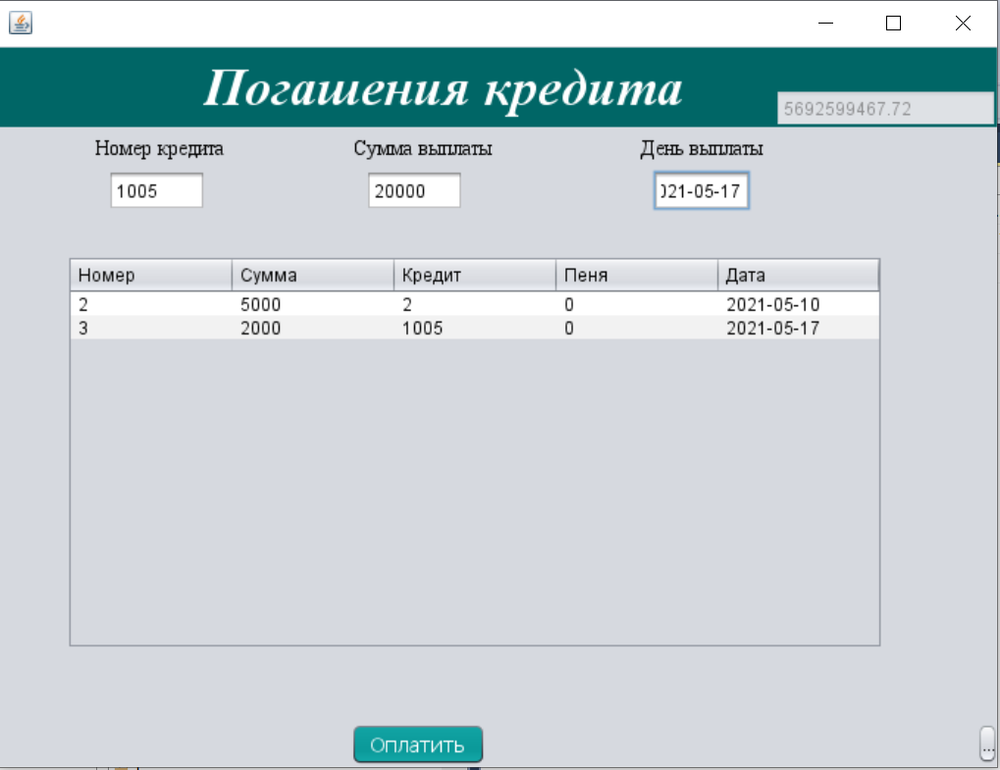 Погашения кредита
5692599467.72
Номер кредита Сумма выплаты День выплаты
1005 20000 021-05-17
Номер Сумма Кредит Пеня Дата
2 5000 2 0 2021-05-10
3 2000 1005 0 2021-05-17
Оплатить
...